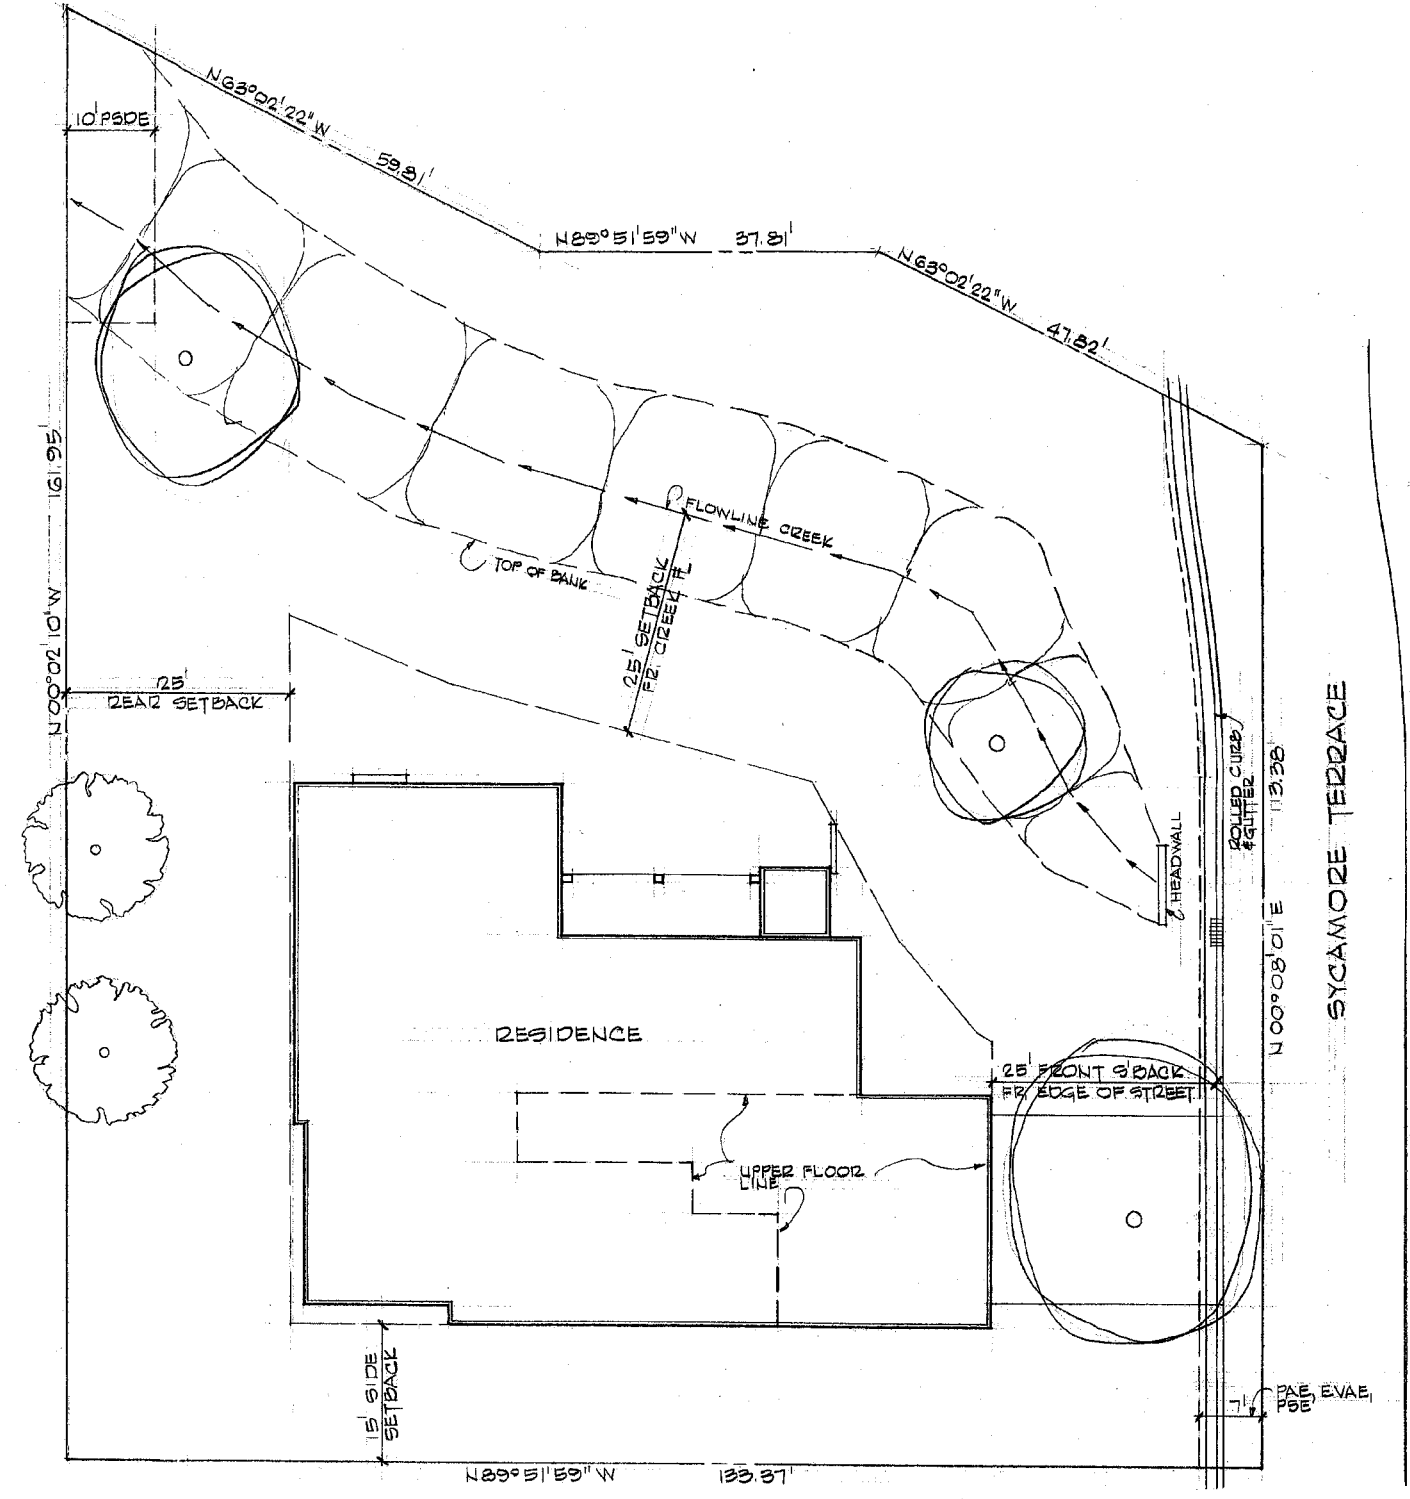 N63°02'22"W
59.81'
10' PSDE
N89°51'59"W 37.81'
N63°02'22"W
47.82'
N00°02'10"W 161.95'
FLOWLINE CREEK
TOP OF BANK
25' SETBACK
FR. CREEK FL
25'
REAR SETBACK
ROLLED CURB
& GUTTER
113.38'
N00°08'01"E
SYCAMORE TERRACE
HEADWALL
RESIDENCE
25' FRONT S'BACK
FR. EDGE OF STREET
UPPER FLOOR
LINE
15' SIDE
SETBACK
7'
PAE, EVAE,
PSE
N89°51'59"W 133.37'